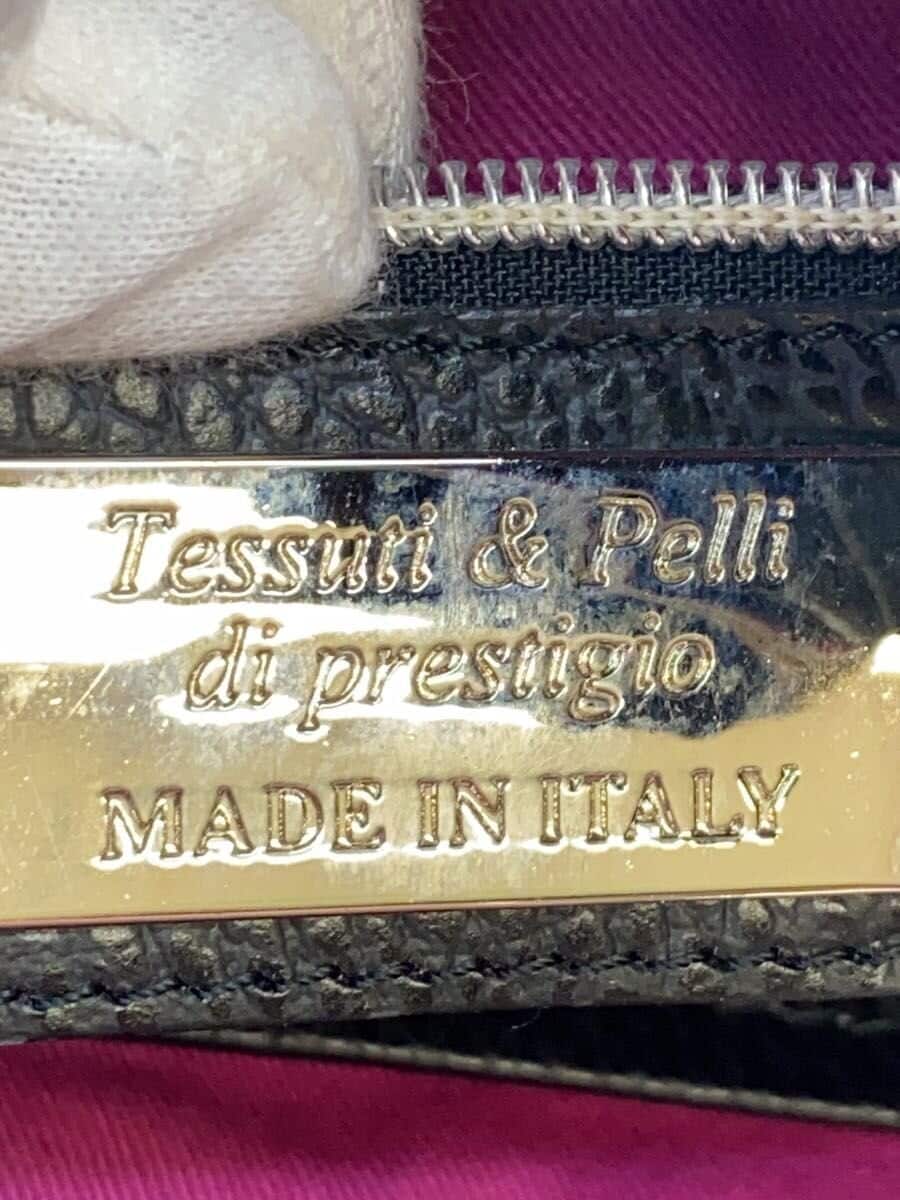 Tessuti & Pelli
di prestigio
MADE IN ITALY